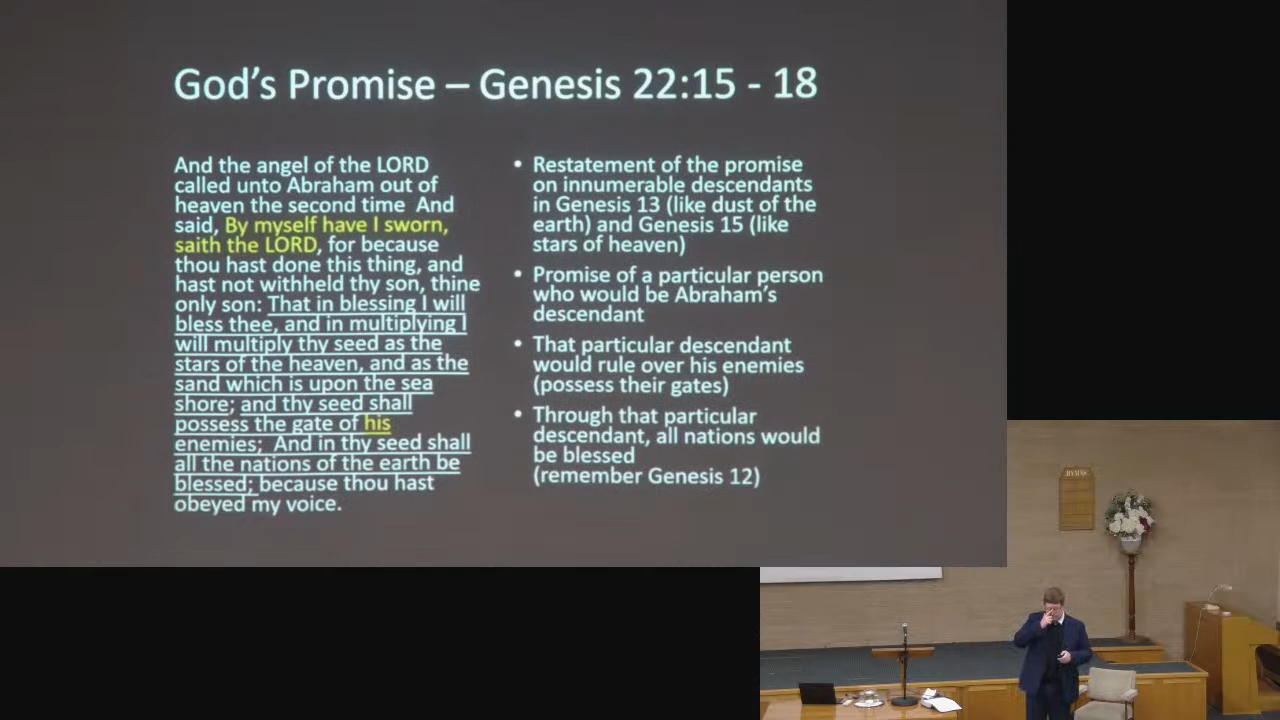 God's Promise – Genesis 22:15 - 18
And the angel of the LORD
called unto Abraham out of
heaven the second time  And
said, By myself have I sworn,
saith the LORD, for because
thou hast done this thing, and
hast not withheld thy son, thine
only son: That in blessing I will
bless thee, and in multiplying I
will multiply thy seed as the
stars of the heaven, and as the
sand which is upon the sea
shore; and thy seed shall
possess the gate of his
enemies;  And in thy seed shall
all the nations of the earth be
blessed; because thou hast
obeyed my voice.
• Restatement of the promise
on innumerable descendants
in Genesis 13 (like dust of the
earth) and Genesis 15 (like
stars of heaven)
• Promise of a particular person
who would be Abraham's
descendant
• That particular descendant
would rule over his enemies
(possess their gates)
• Through that particular
descendant, all nations would
be blessed
(remember Genesis 12)
HYMNS